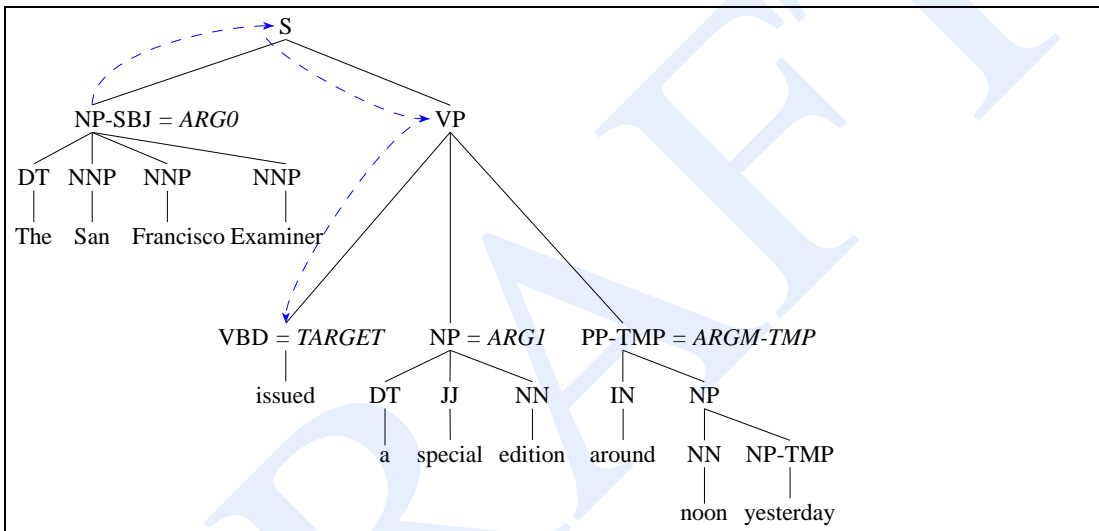 S
NP-SBJ = ARG0 VP
DT NNP NNP NNP
The San Francisco Examiner
VBD = TARGET NP = ARG1 PP-TMP = ARGM-TMP
issued DT JJ NN IN NP
a special edition around NN NP-TMP
noon yesterday